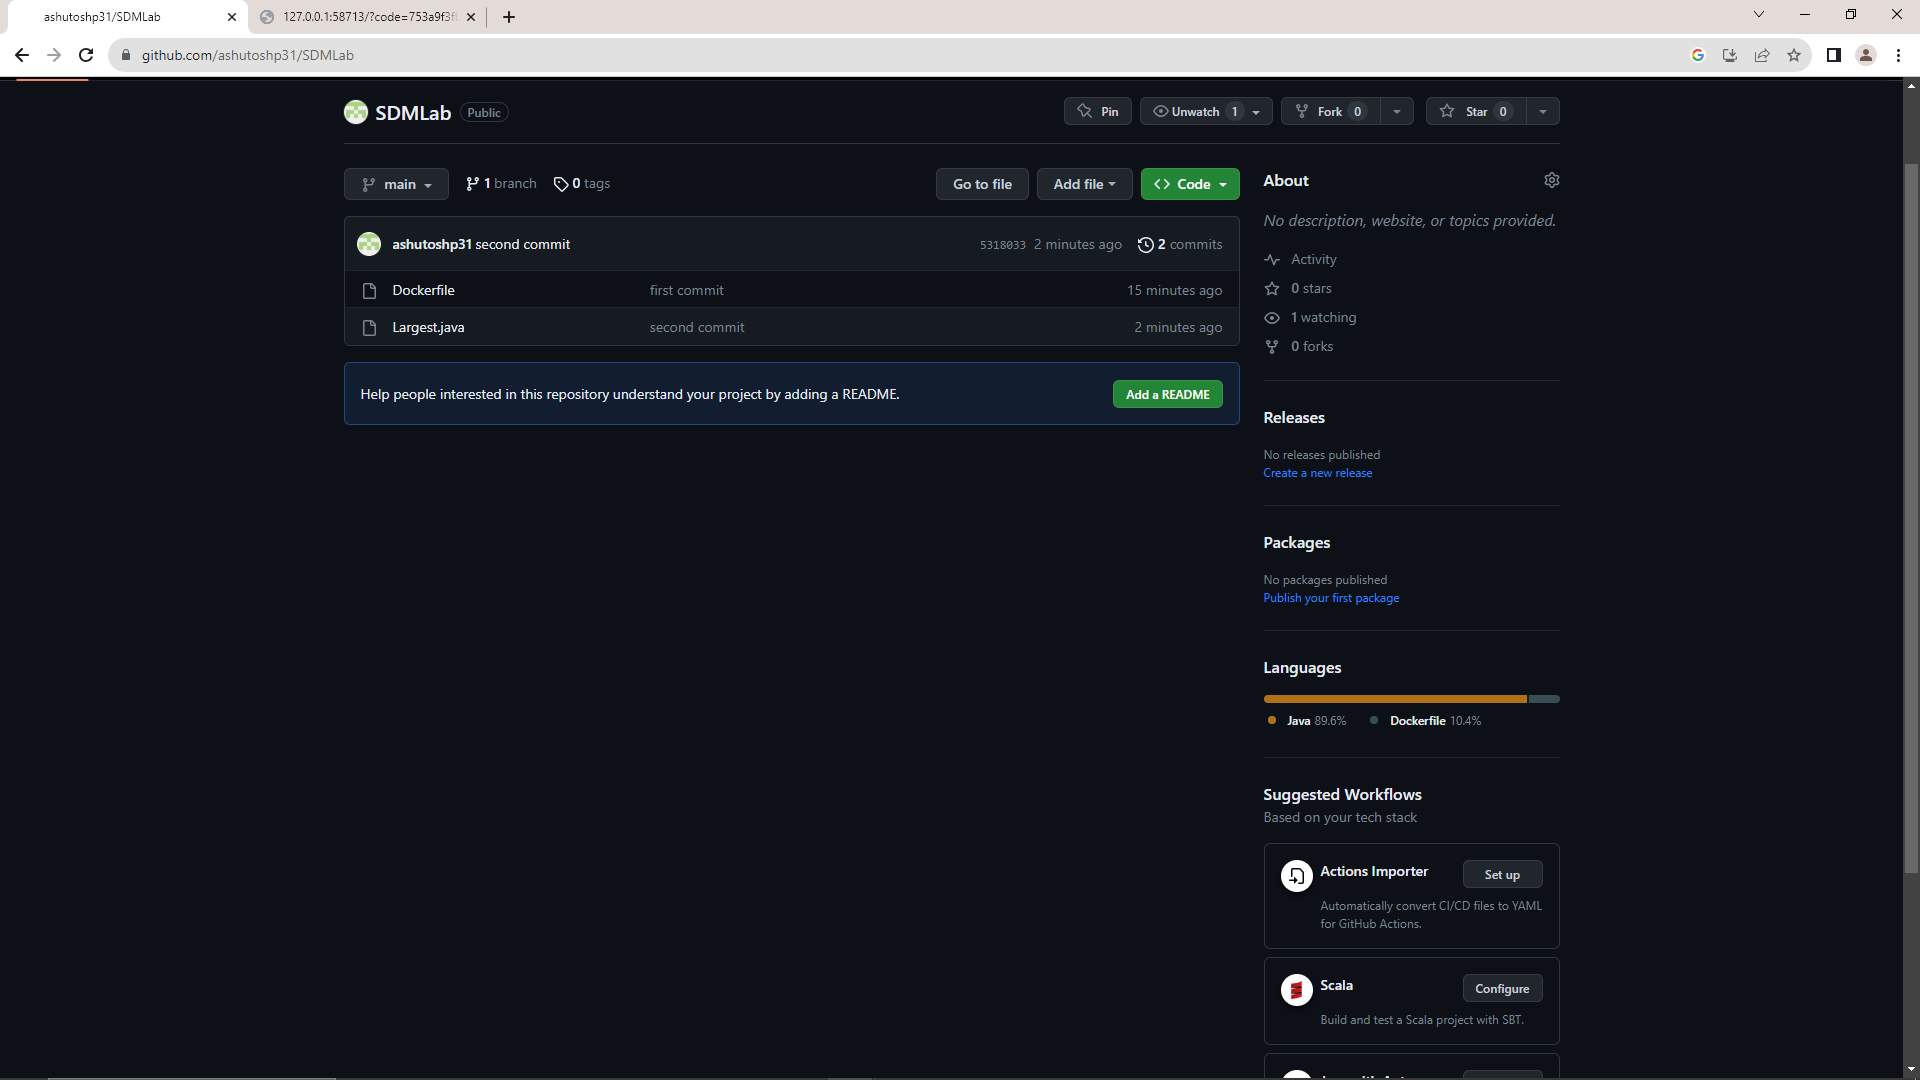 ashutoshp31/SDMLab
127.0.0.1:58713/?code=753a9f3f
github.com/ashutoshp31/SDMLab
SDMLab Public
Pin Unwatch 1 Fork 0 Star 0
main 1 branch 0 tags
Go to file Add file Code
ashutoshp31 second commit 5318033 2 minutes ago 2 commits
Dockerfile first commit 15 minutes ago
Largest.java second commit 2 minutes ago
Help people interested in this repository understand your project by adding a README. Add a README
About
No description, website, or topics provided.
Activity
0 stars
1 watching
0 forks
Releases
No releases published
Create a new release
Packages
No packages published
Publish your first package
Languages
Java 89.6% Dockerfile 10.4%
Suggested Workflows
Based on your tech stack
Actions Importer Set up
Automatically convert CI/CD files to YAML
for GitHub Actions.
Scala Configure
Build and test a Scala project with SBT.